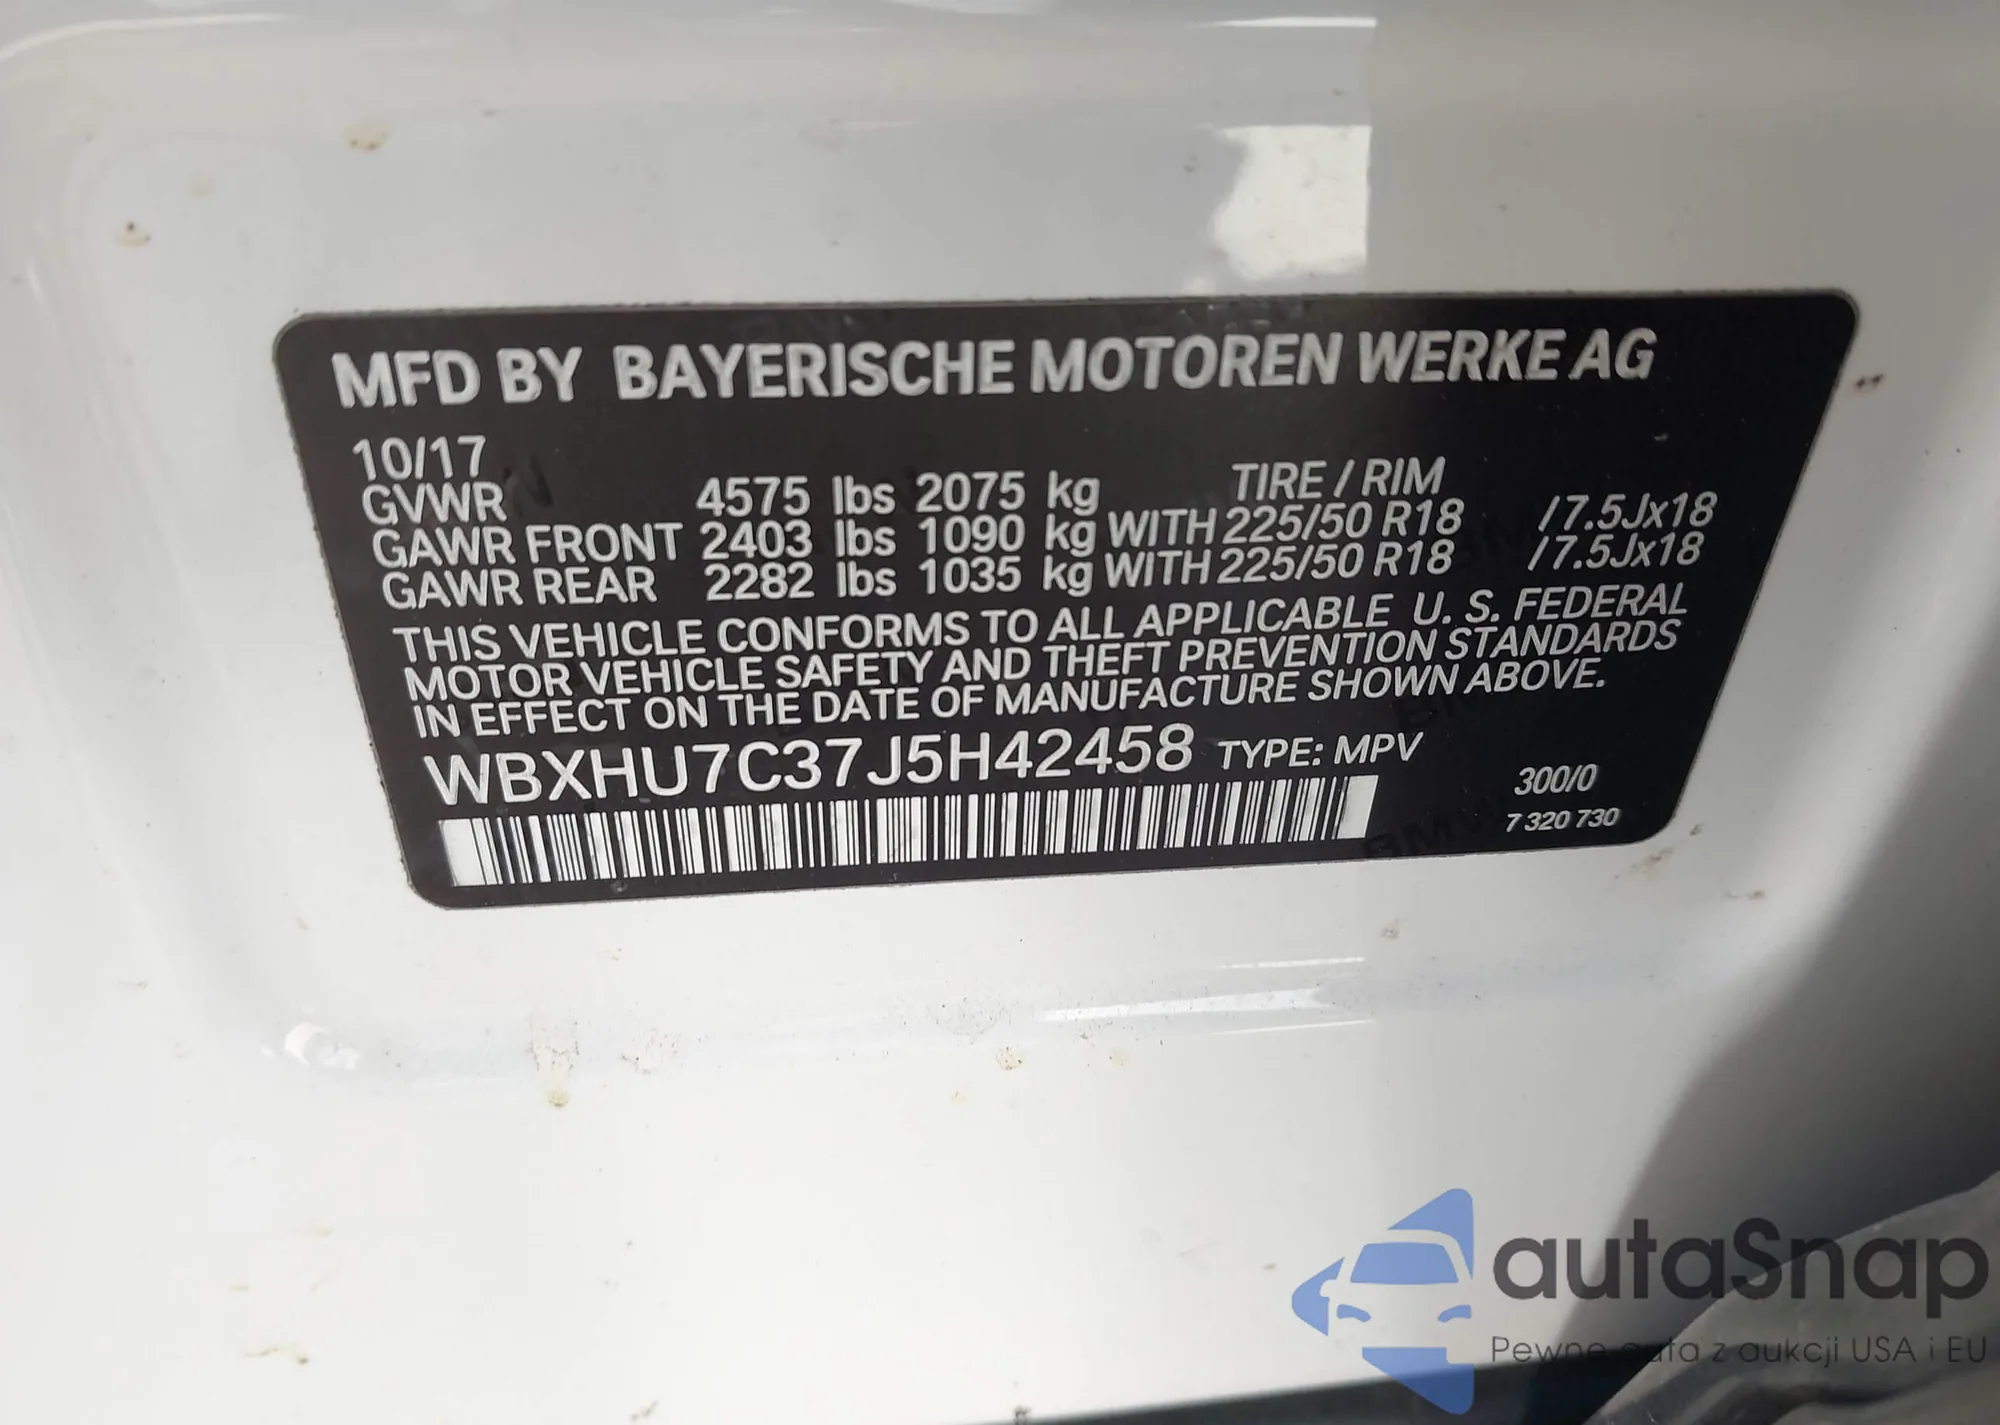 MFD BY BAYERISCHE MOTOREN WERKE AG
10/17
GVWR 4575 lbs 2075 kg TIRE / RIM
GAWR FRONT 2403 lbs 1090 kg WITH 225/50 R18 /7.5Jx18
GAWR REAR 2282 lbs 1035 kg WITH 225/50 R18 /7.5Jx18
THIS VEHICLE CONFORMS TO ALL APPLICABLE U. S. FEDERAL
MOTOR VEHICLE SAFETY AND THEFT PREVENTION STANDARDS
IN EFFECT ON THE DATE OF MANUFACTURE SHOWN ABOVE.
WBXHU7C37J5H42458 TYPE: MPV
300/0
7 320 730
autaSnap
Pewne auta z aukcji USA i EU